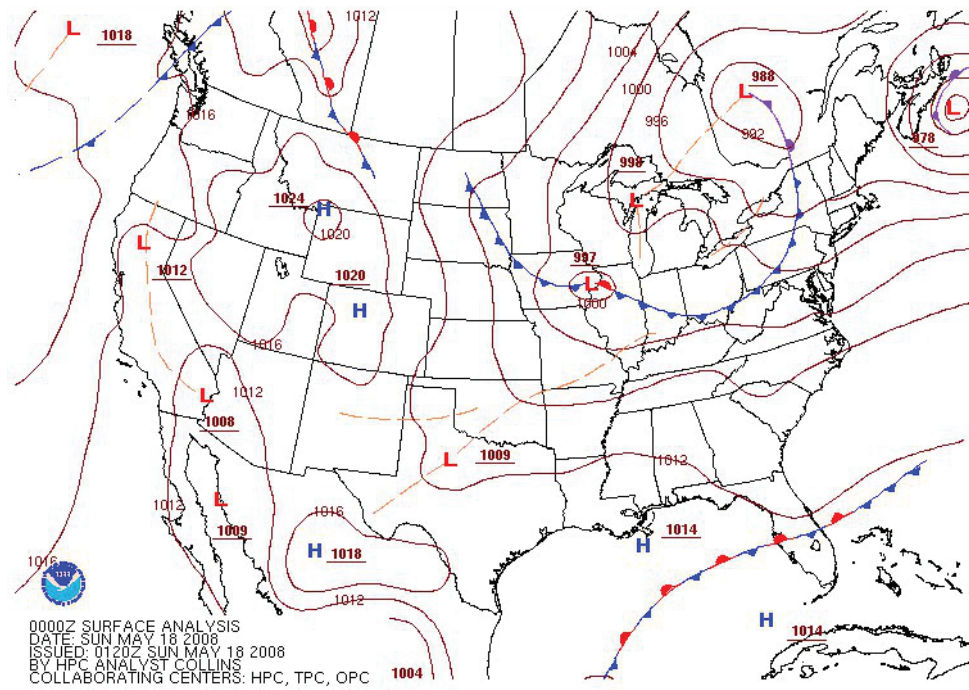 1012
L
1018
1004
988
L
L
1000
978
1016
996
992
998
1024
H
L
1020
L
1012
1020
997
L
H
1000
1016
1012
L
1008
L
1009
1012
1012
L
1009
1016
H
1018
1014
H
1016
1012
H
1014
1004
0000Z SURFACE ANALYSIS
DATE: SUN MAY 18 2008
ISSUED: 0120Z SUN MAY 18 2008
BY HPC ANALYST COLLINS
COLLABORATING CENTERS: HPC, TPC, OPC